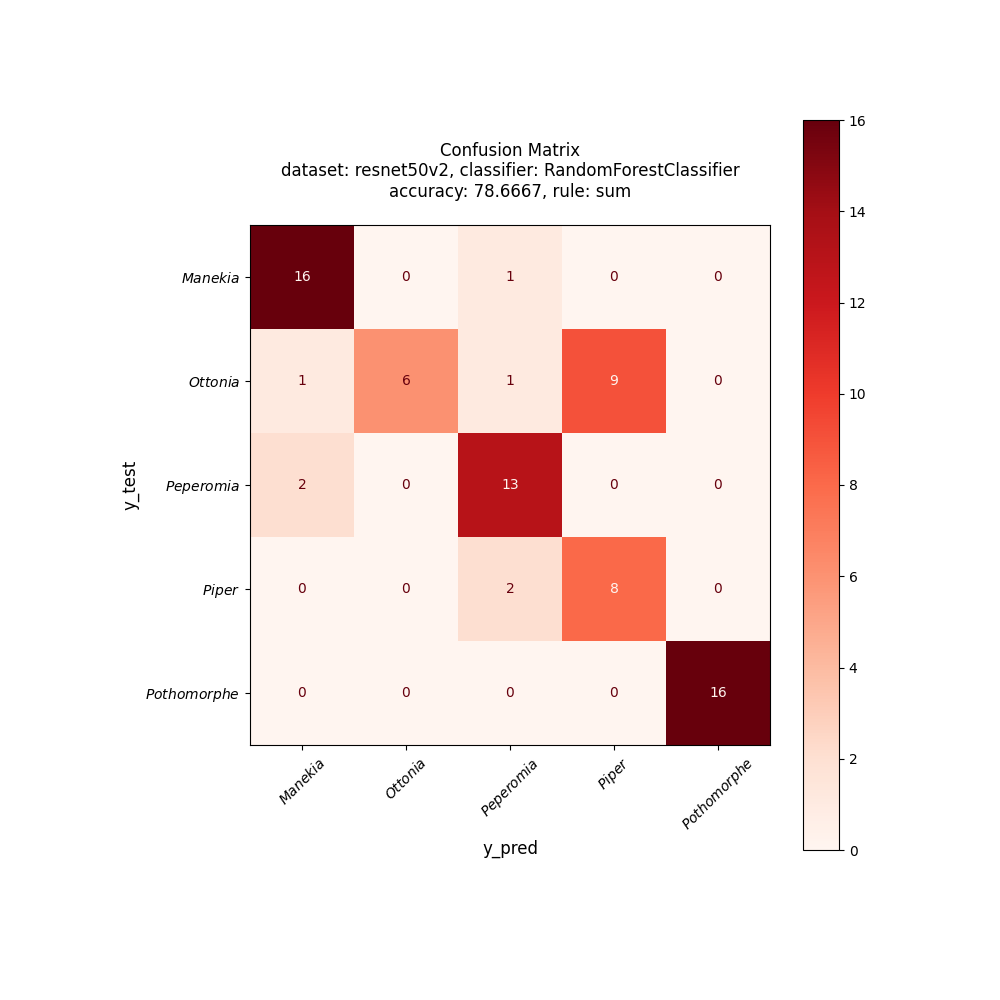 Confusion Matrix
dataset: resnet50v2, classifier: RandomForestClassifier
accuracy: 78.6667, rule: sum
16
14
12
10
8
6
4
2
0
y_test
Manekia 16 0 1 0 0
Ottonia 1 6 1 9 0
Peperomia 2 0 13 0 0
Piper 0 0 2 8 0
Pothomorphe 0 0 0 0 16
Manekia Ottonia Peperomia Piper Pothomorphe
y_pred